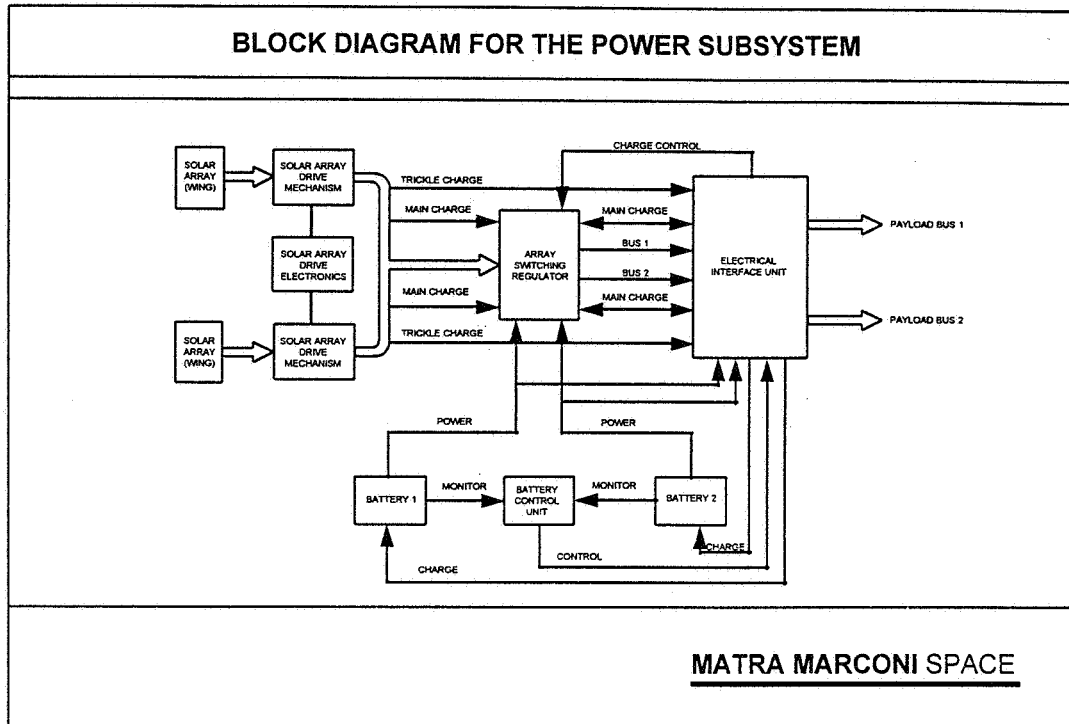 BLOCK DIAGRAM FOR THE POWER SUBSYSTEM
CHARGE CONTROL
SOLAR
ARRAY
(WING)
SOLAR ARRAY
DRIVE
MECHANISM
TRICKLE CHARGE
MAIN CHARGE
MAIN CHARGE
PAYLOAD BUS 1
BUS 1
SOLAR ARRAY
DRIVE
ELECTRONICS
ARRAY
SWITCHING
REGULATOR
ELECTRICAL
INTERFACE UNIT
BUS 2
MAIN CHARGE
MAIN CHARGE
PAYLOAD BUS 2
SOLAR
ARRAY
(WING)
SOLAR ARRAY
DRIVE
MECHANISM
TRICKLE CHARGE
POWER
POWER
BATTERY 1
MONITOR
BATTERY
CONTROL
UNIT
MONITOR
BATTERY 2
CHARGE
CONTROL
CHARGE
MATRA MARCONI SPACE